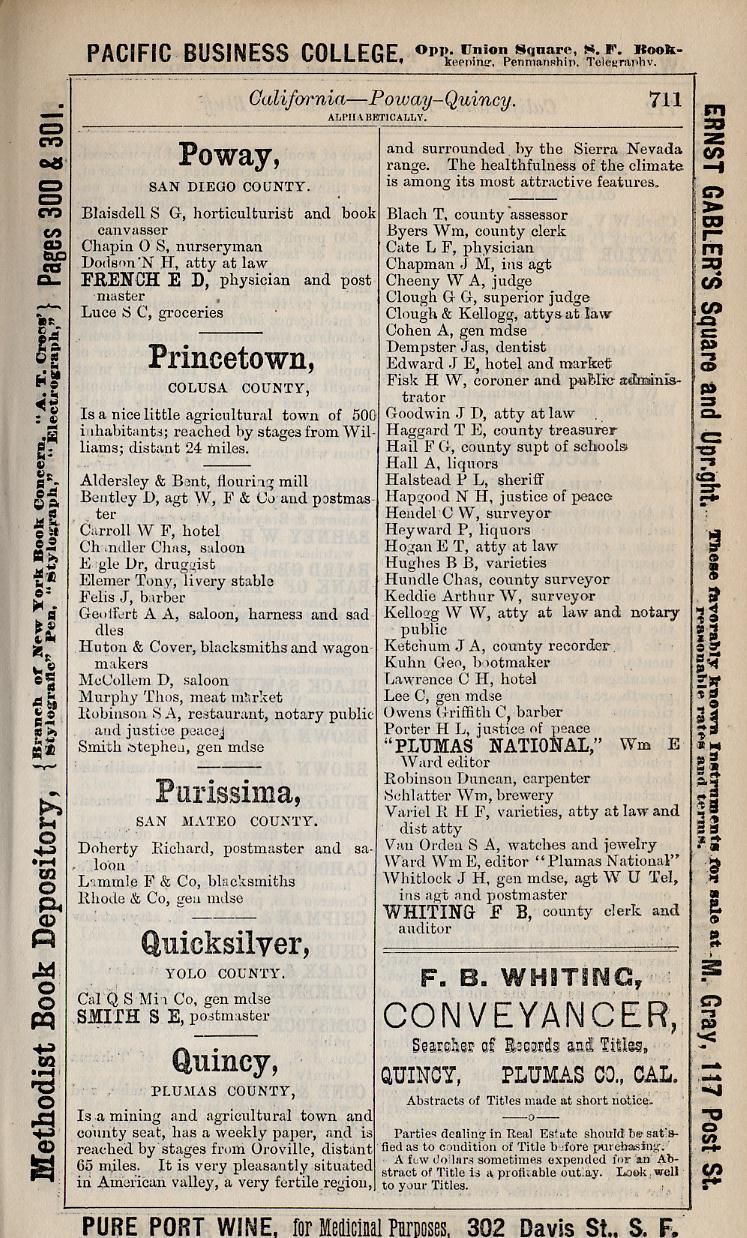 PACIFIC BUSINESS COLLEGE, Opp. Union Square, S. F. Book-
keeping, Penmanship, Telegraphy.
California—Poway-Quincy. 711
ALPHABETICALLY.
Poway,
SAN DIEGO COUNTY.
Blaisdell S G, horticulturist and book
canvasser
Chapin O S, nurseryman
Dodson N H, atty at law
FRENCH E D, physician and post
master
Luce S C, groceries
Princetown,
COLUSA COUNTY,
Is a nice little agricultural town of 500
inhabitants; reached by stages from Wil-
liams; distant 24 miles.
Aldersley & Bent, flouring mill
Bentley D, agt W, F & Co and postmas
ter
Carroll W F, hotel
Chandler Chas, saloon
E gle Dr, druggist
Elemer Tony, livery stable
Felis J, barber
Geoffert A A, saloon, harness and sad
dles
Huton & Cover, blacksmiths and wagon
makers
McCollem D, saloon
Murphy Thos, meat market
Robinson S A, restaurant, notary public
and justice peace
Smith Stephen, gen mdse
Purissima,
SAN MATEO COUNTY.
Doherty Richard, postmaster and sa-
loon
Lammle F & Co, blacksmiths
Rhode & Co, gen mdse
Quicksilver,
YOLO COUNTY.
Cal Q S Min Co, gen mdse
SMITH S E, postmaster
Quincy,
PLUMAS COUNTY,
Is a mining and agricultural town and
county seat, has a weekly paper, and is
reached by stages from Oroville, distant
65 miles. It is very pleasantly situated
in American valley, a very fertile region,
and surrounded by the Sierra Nevada
range. The healthfulness of the climate
is among its most attractive features.
Blach T, county assessor
Byers Wm, county clerk
Cate L F, physician
Chapman J M, ins agt
Cheeny W A, judge
Clough G G, superior judge
Clough & Kellogg, attys at law
Cohen A, gen mdse
Dempster Jas, dentist
Edward J E, hotel and market
Fisk H W, coroner and public adminis-
trator
Goodwin J D, atty at law
Haggard T E, county treasurer
Hail F G, county supt of schools
Hall A, liquors
Halstead P L, sheriff
Hapgood N H, justice of peace
Hendel C W, surveyor
Heyward P, liquors
Hogan E T, atty at law
Hughes B B, varieties
Hundle Chas, county surveyor
Keddie Arthur W, surveyor
Kellogg W W, atty at law and notary
public
Ketchum J A, county recorder
Kuhn Geo, bootmaker
Lawrence C H, hotel
Lee C, gen mdse
Owens Griffith C, barber
Porter H L, justice of peace
"PLUMAS NATIONAL," Wm E
Ward editor
Robinson Duncan, carpenter
Schlatter Wm, brewery
Variel R H F, varieties, atty at law and
dist atty
Van Orden S A, watches and jewelry
Ward Wm E, editor "Plumas National"
Whitlock J H, gen mdse, agt W U Tel,
ins agt and postmaster
WHITING F B, county clerk and
auditor
F. B. WHITING,
CONVEYANCER,
Searcher of Records and Titles,
QUINCY, PLUMAS CO., CAL.
Abstracts of Titles made at short notice.
—o—
Parties dealing in Real Estate should be satis-
fied as to condition of Title before purchasing.
A few dollars sometimes expended for an Ab-
stract of Title is a profitable outlay. Look well
to your Titles.
Methodist Book Depository, {Branch of New York Book Concern. "A. T. Cross'} Pages 300 & 301.
Stylografic" Pen, "Stylograph," "Electrograph,"
ERNST GABLER'S Square and Upright. These favorably known Instruments for sale at M. Gray, 117 Post St.
reasonable rates and terms.
PURE PORT WINE, for Medicinal Purposes, 302 Davis St., S. F.